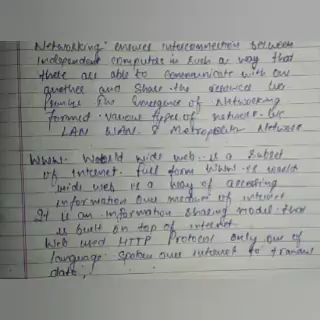 Networking ensures interconnection between
independent computers in such a way that
there are able to communicate with one
another and share the resources
The Emergence of Networking
formed various types of network like
LAN WAN & Metropolitan Network
WWW. World wide web. is a subset
of internet. full form WWW is world
wide web is a way of accessing
information over medium of internet
It is an information sharing model that
is built on top of internet
Web used HTTP Protocol only one of
language spoken over internet to transmit
data,